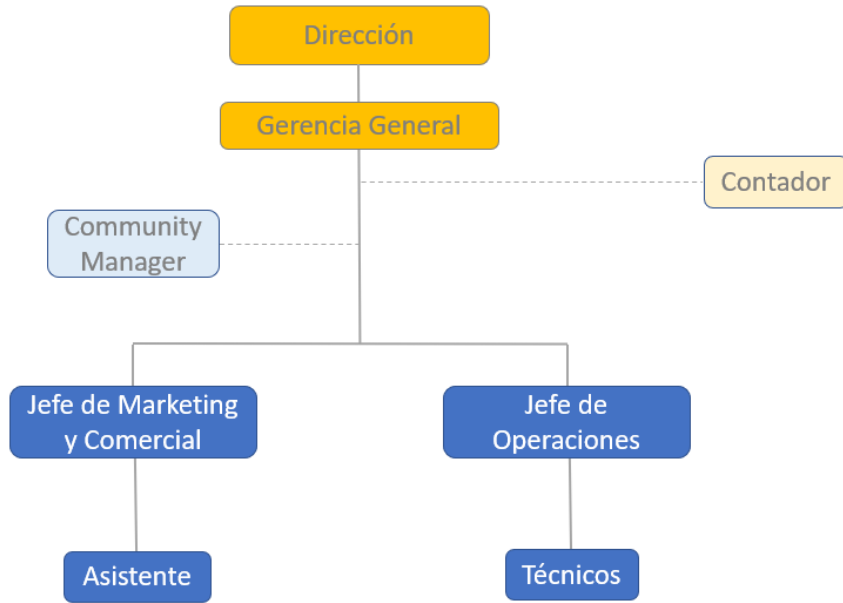 Dirección
Gerencia General
Contador
Community
Manager
Jefe de Marketing
y Comercial
Jefe de
Operaciones
Asistente
Técnicos